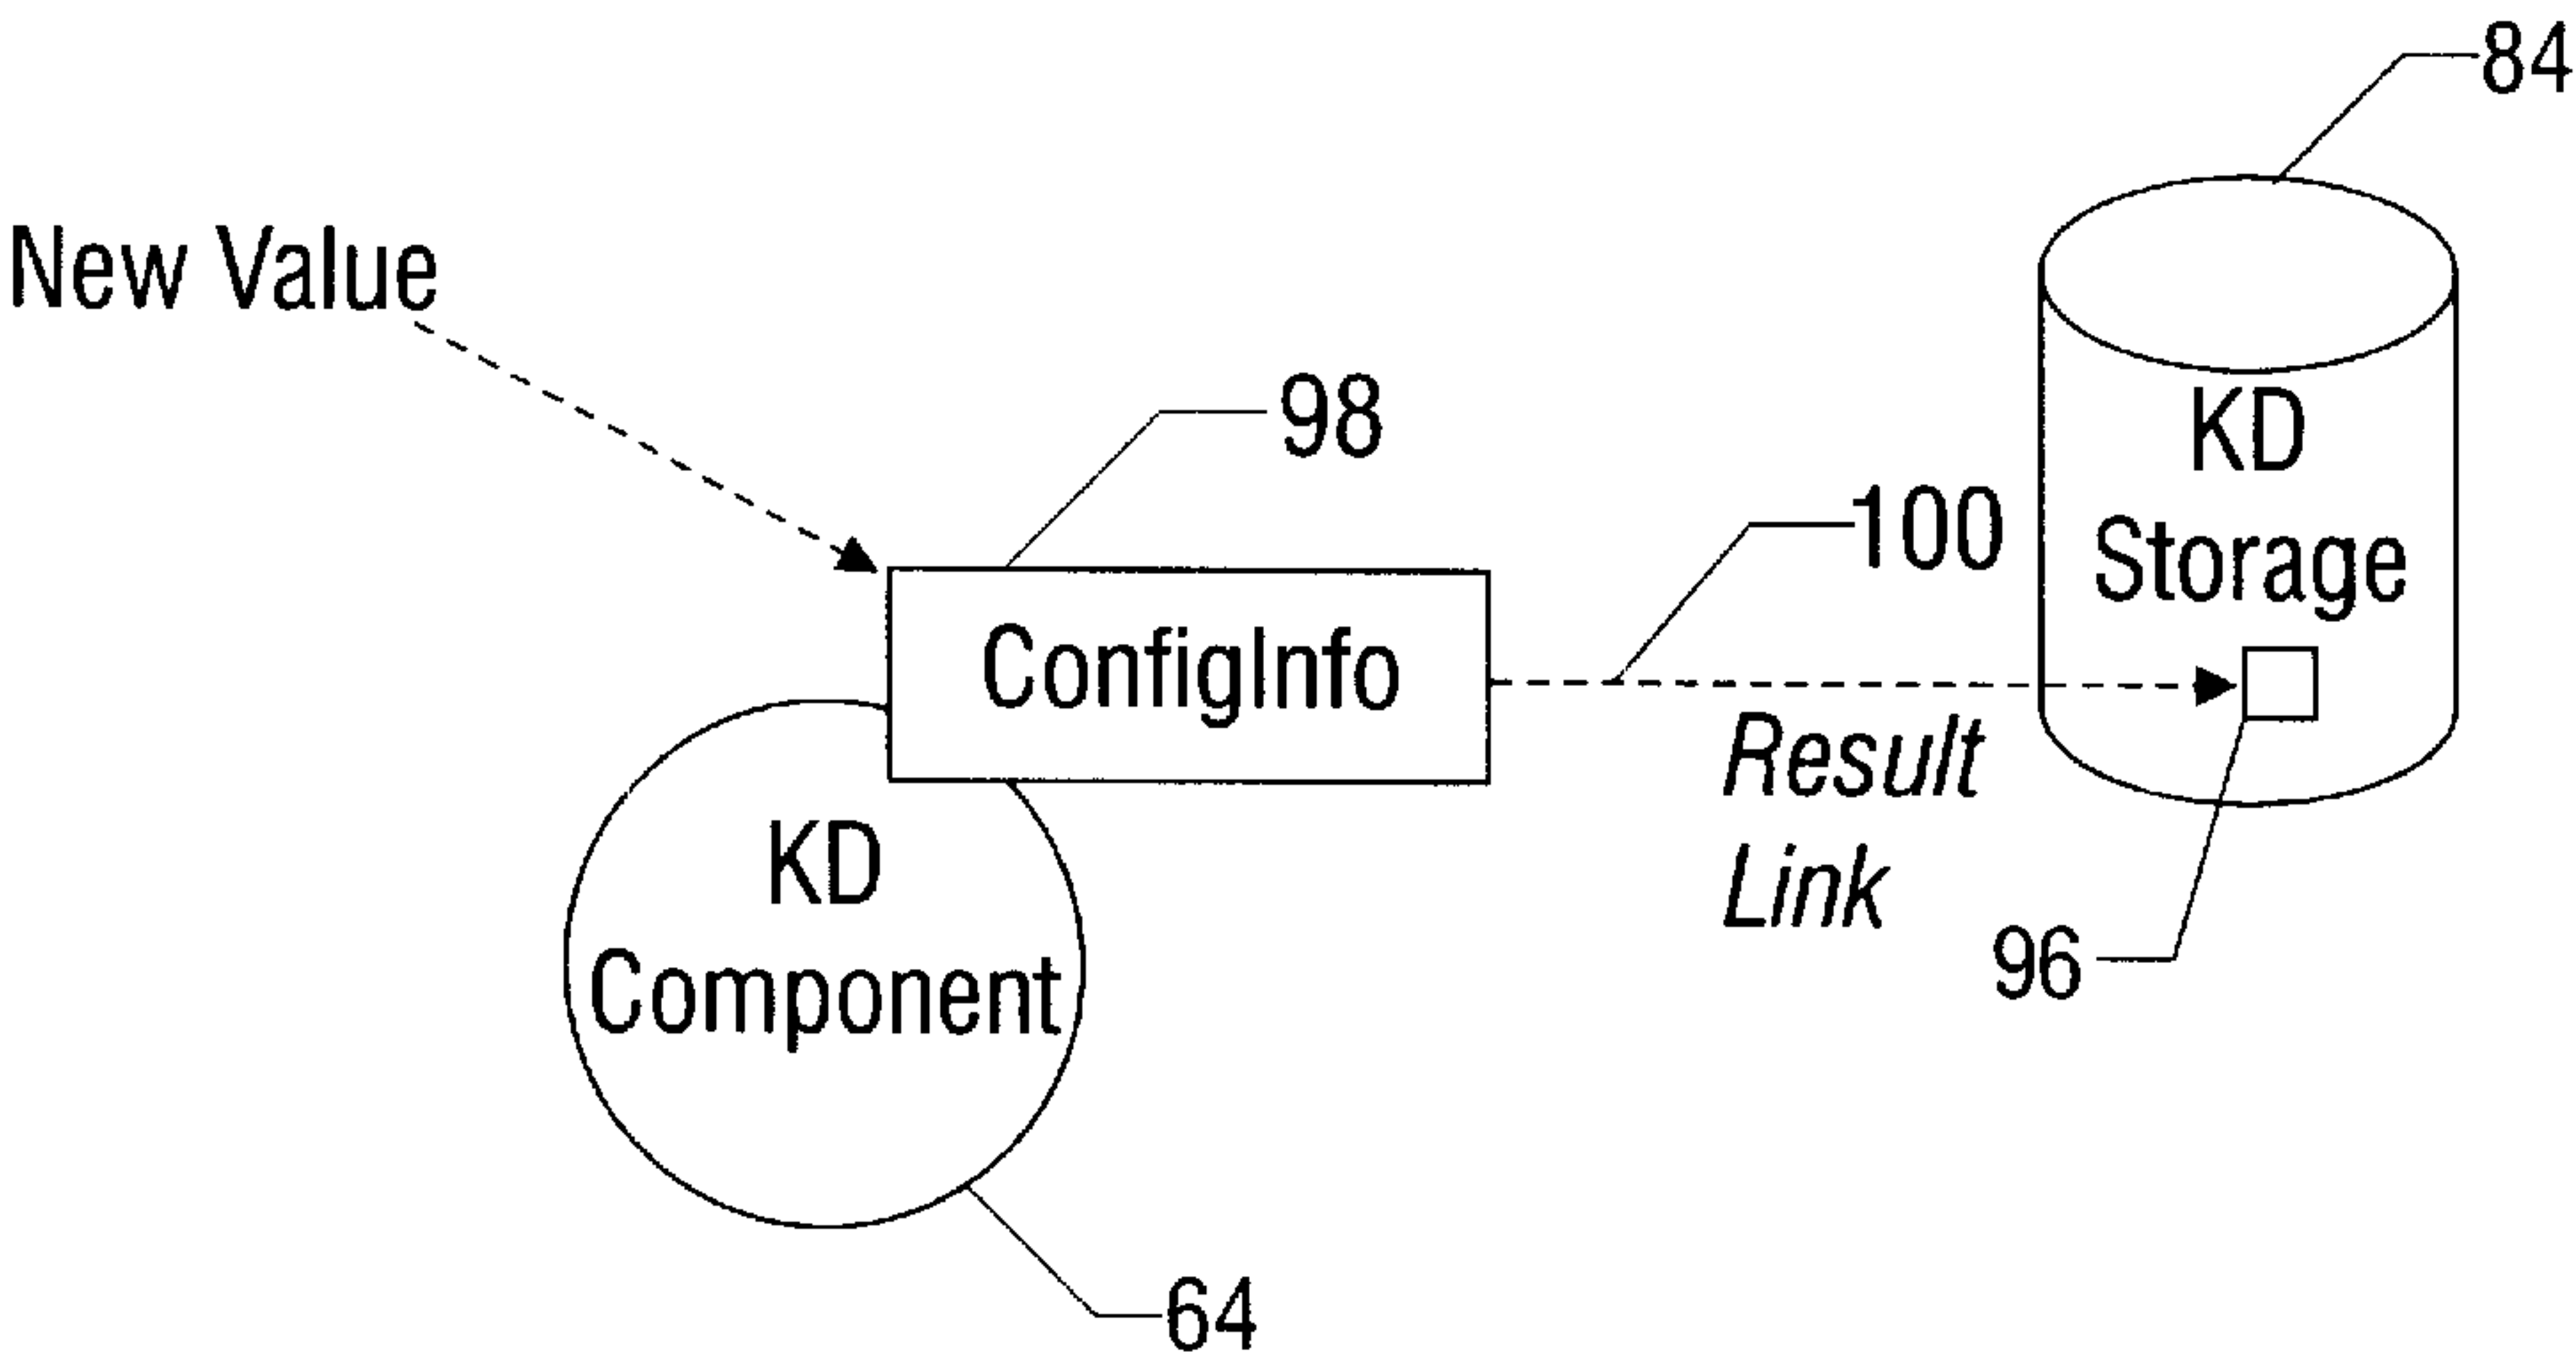 84
New Value
98
KD
Storage
100
ConfigInfo
Result
Link
KD
Component
96
64